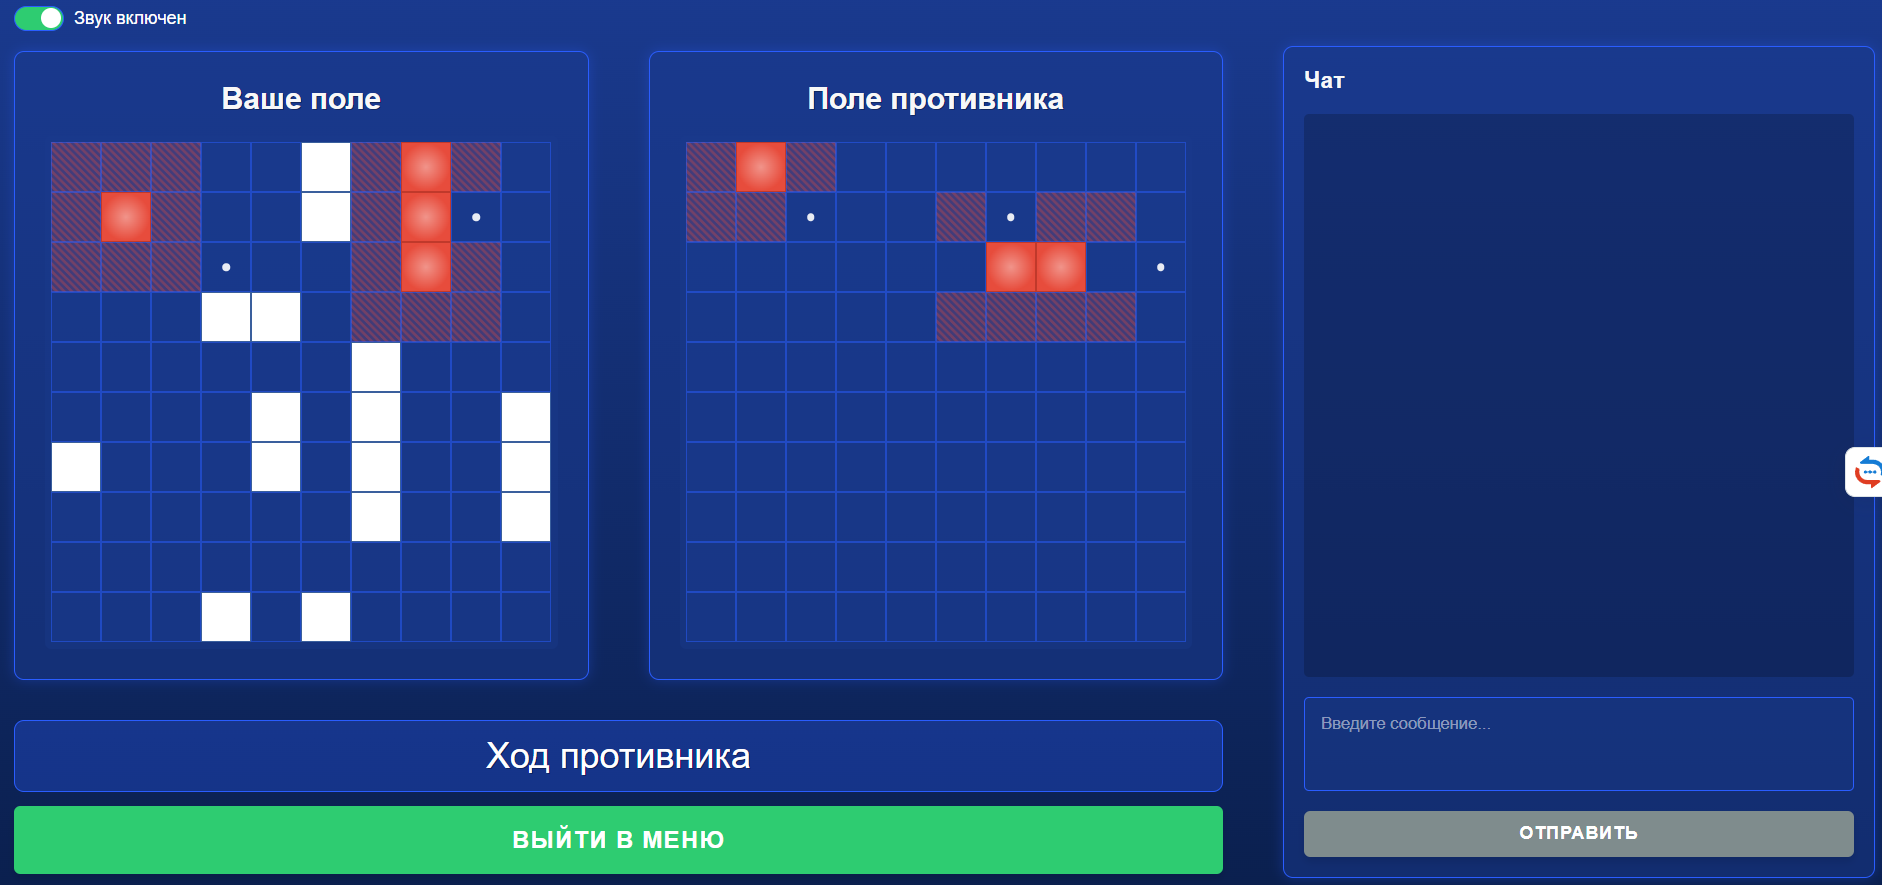 Звук включен
Ваше поле
Поле противника
Чат
Введите сообщение...
ОТПРАВИТЬ
Ход противника
ВЫЙТИ В МЕНЮ